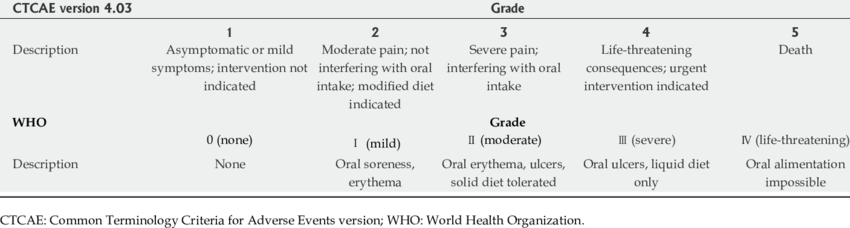 CTCAE version 4.03 Grade
1 2 3 4 5
Description Asymptomatic or mild Moderate pain; not Severe pain; Life-threatening Death
symptoms; intervention not interfering with oral interfering with oral consequences; urgent
indicated intake; modified diet intake intervention indicated
indicated
WHO Grade
0 (none) I (mild) II (moderate) III (severe) IV (life-threatening)
Description None Oral soreness, Oral erythema, ulcers, Oral ulcers, liquid diet Oral alimentation
erythema solid diet tolerated only impossible
CTCAE: Common Terminology Criteria for Adverse Events version; WHO: World Health Organization.